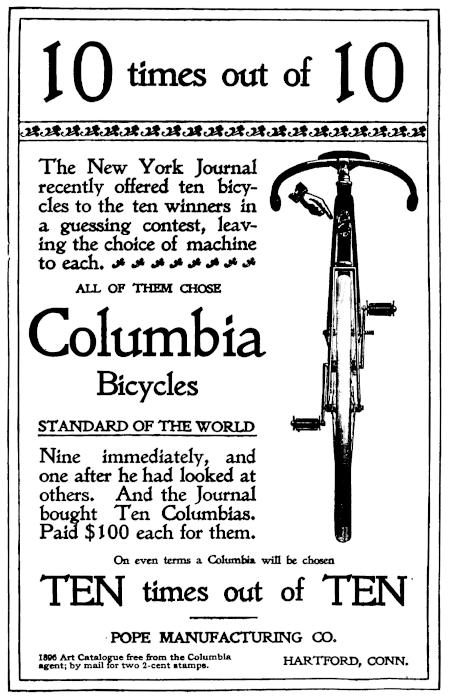 10 times out of 10
The New York Journal
recently offered ten bicy-
cles to the ten winners in
a guessing contest, leav-
ing the choice of machine
to each.
ALL OF THEM CHOSE
Columbia
Bicycles
STANDARD OF THE WORLD
Nine immediately, and
one after he had looked at
others. And the Journal
bought Ten Columbias.
Paid $100 each for them.
On even terms a Columbia will be chosen
TEN times out of TEN
POPE MANUFACTURING CO.
1896 Art Catalogue free from the Columbia
agent; by mail for two 2-cent stamps.
HARTFORD, CONN.